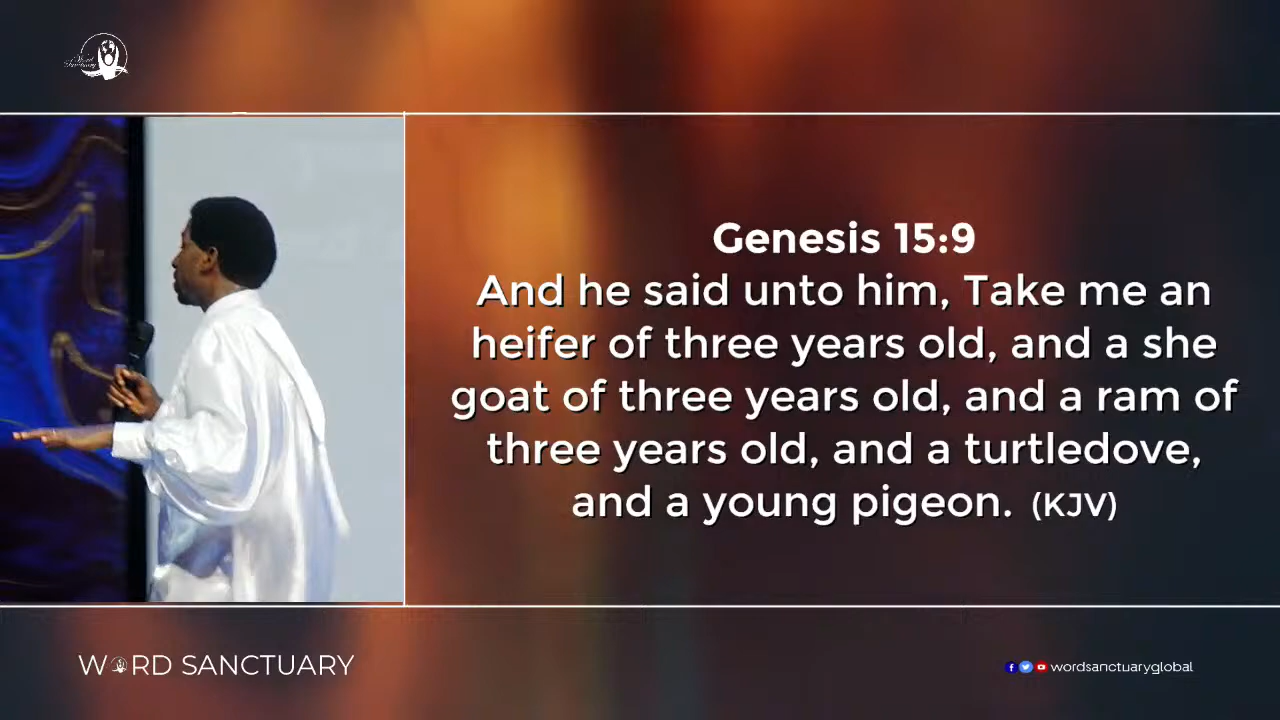 Word
Sanctuary
Genesis 15:9
And he said unto him, Take me an
heifer of three years old, and a she
goat of three years old, and a ram of
three years old, and a turtledove,
and a young pigeon. (KJV)
WORD SANCTUARY
wordsanctuaryglobal